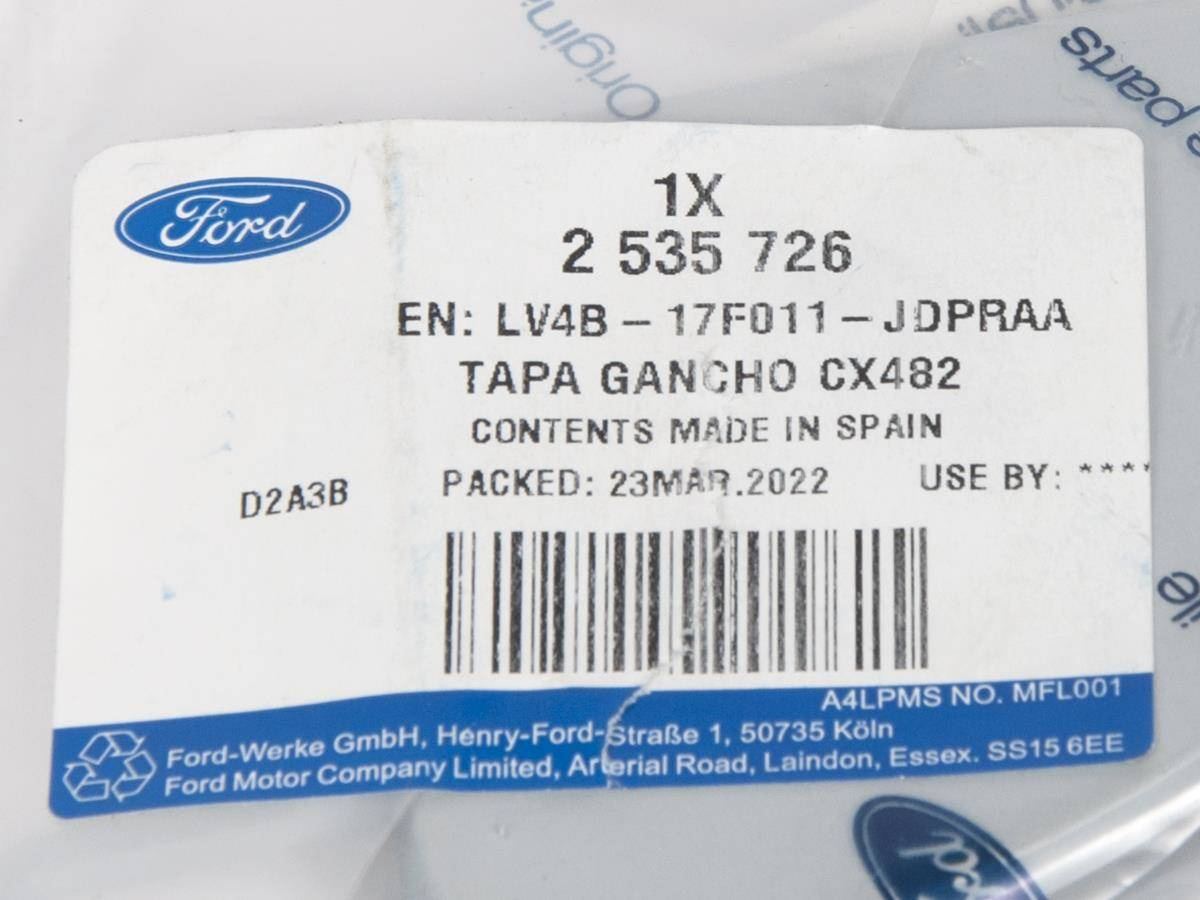 Origin
e parts
Ford
1X
2 535 726
EN: LV4B - 17F011 - JDPRAA
TAPA GANCHO CX482
CONTENTS MADE IN SPAIN
D2A3B
PACKED: 23MAR.2022 USE BY: ****
A4LPMS NO. MFL001
Ford-Werke GmbH, Henry-Ford-Straße 1, 50735 Köln
Ford Motor Company Limited, Arterial Road, Laindon, Essex. SS15 6EE